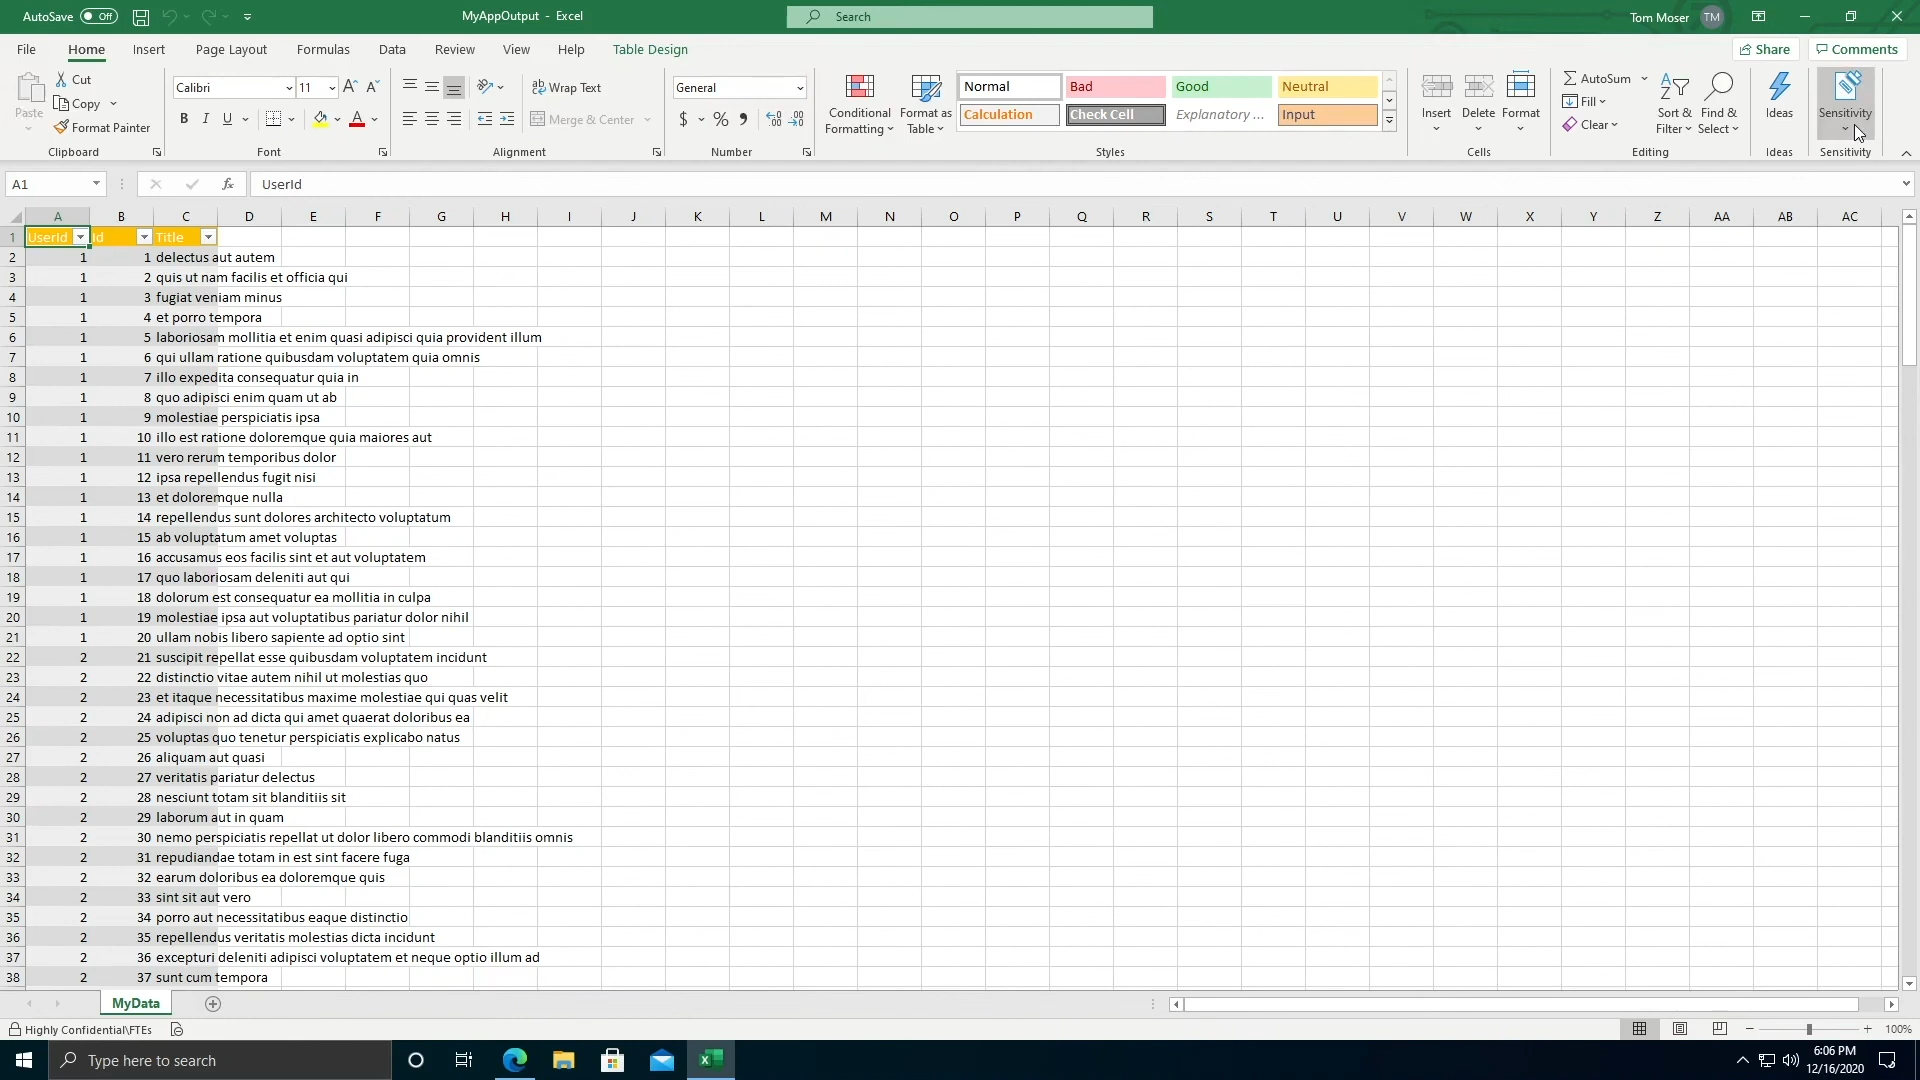 AutoSave Off
MyAppOutput - Excel
Search
Tom Moser TM
File Home Insert Page Layout Formulas Data Review View Help Table Design
Share Comments
Paste
Cut
Copy
Format Painter
Clipboard
Calibri 11
B I U
Font
Wrap Text
Merge & Center
Alignment
General
$ % 9
Number
Conditional Formatting
Format as Table
Normal Bad Good Neutral
Calculation Check Cell Explanatory ... Input
Styles
Insert Delete Format
Cells
AutoSum
Fill
Clear
Sort & Filter
Find & Select
Editing
Ideas
Ideas
Sensitivity
Sensitivity
A1 fx UserId
A B C D E F G H I J K L M N O P Q R S T U V W X Y Z AA AB AC
1 UserId Id Title
2 1 1 delectus aut autem
3 1 2 quis ut nam facilis et officia qui
4 1 3 fugiat veniam minus
5 1 4 et porro tempora
6 1 5 laboriosam mollitia et enim quasi adipisci quia provident illum
7 1 6 qui ullam ratione quibusdam voluptatem quia omnis
8 1 7 illo expedita consequatur quia in
9 1 8 quo adipisci enim quam ut ab
10 1 9 molestiae perspiciatis ipsa
11 1 10 illo est ratione doloremque quia maiores aut
12 1 11 vero rerum temporibus dolor
13 1 12 ipsa repellendus fugit nisi
14 1 13 et doloremque nulla
15 1 14 repellendus sunt dolores architecto voluptatum
16 1 15 ab voluptatum amet voluptas
17 1 16 accusamus eos facilis sint et aut voluptatem
18 1 17 quo laboriosam deleniti aut qui
19 1 18 dolorum est consequatur ea mollitia in culpa
20 1 19 molestiae ipsa aut voluptatibus pariatur dolor nihil
21 1 20 ullam nobis libero sapiente ad optio sint
22 2 21 suscipit repellat esse quibusdam voluptatem incidunt
23 2 22 distinctio vitae autem nihil ut molestias quo
24 2 23 et itaque necessitatibus maxime molestiae qui quas velit
25 2 24 adipisci non ad dicta qui amet quaerat doloribus ea
26 2 25 voluptas quo tenetur perspiciatis explicabo natus
27 2 26 aliquam aut quasi
28 2 27 veritatis pariatur delectus
29 2 28 nesciunt totam sit blanditiis sit
30 2 29 laborum aut in quam
31 2 30 nemo perspiciatis repellat ut dolor libero commodi blanditiis omnis
32 2 31 repudiandae totam in est sint facere fuga
33 2 32 earum doloribus ea doloremque quis
34 2 33 sint sit aut vero
35 2 34 porro aut necessitatibus eaque distinctio
36 2 35 repellendus veritatis molestias dicta incidunt
37 2 36 excepturi deleniti adipisci voluptatem et neque optio illum ad
38 2 37 sunt cum tempora
MyData
Highly Confidential\FTEs
100%
Type here to search
6:06 PM
12/16/2020